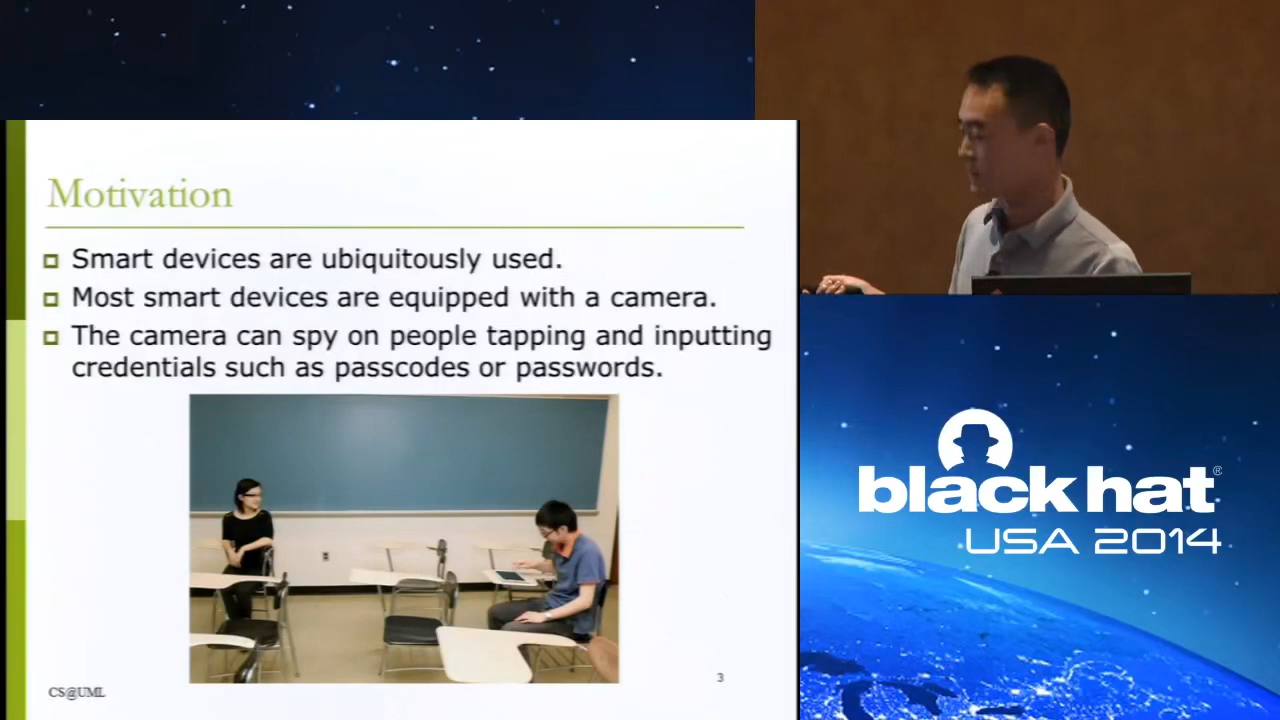 Motivation
Smart devices are ubiquitously used.
Most smart devices are equipped with a camera.
The camera can spy on people tapping and inputting
credentials such as passcodes or passwords.
3
CS@UML
black hat®
USA 2014